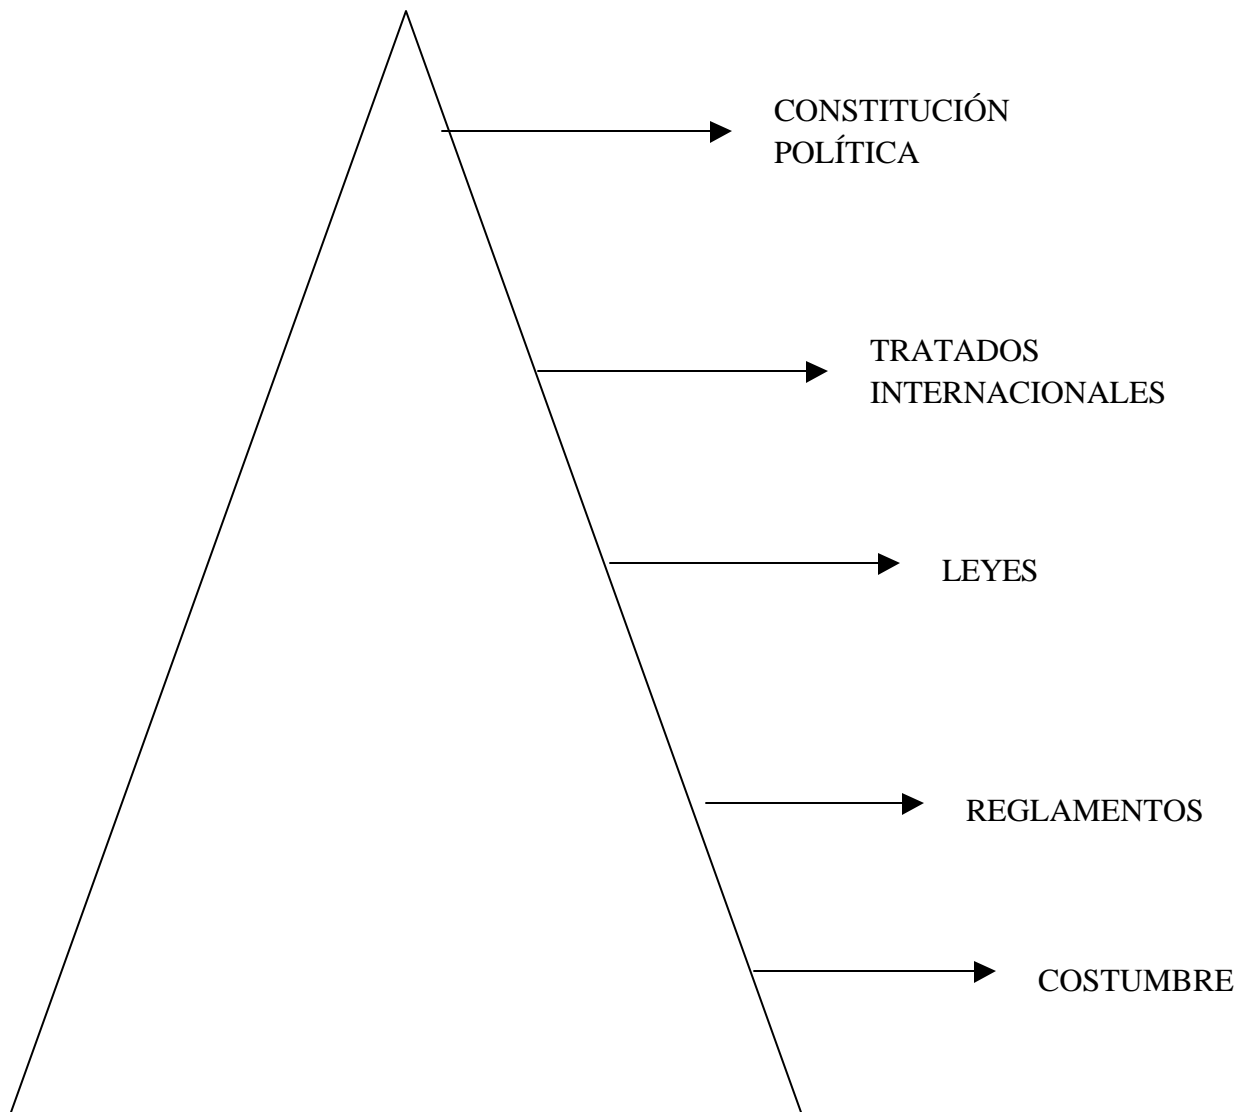 CONSTITUCIÓN
POLÍTICA
TRATADOS
INTERNACIONALES
LEYES
REGLAMENTOS
COSTUMBRE